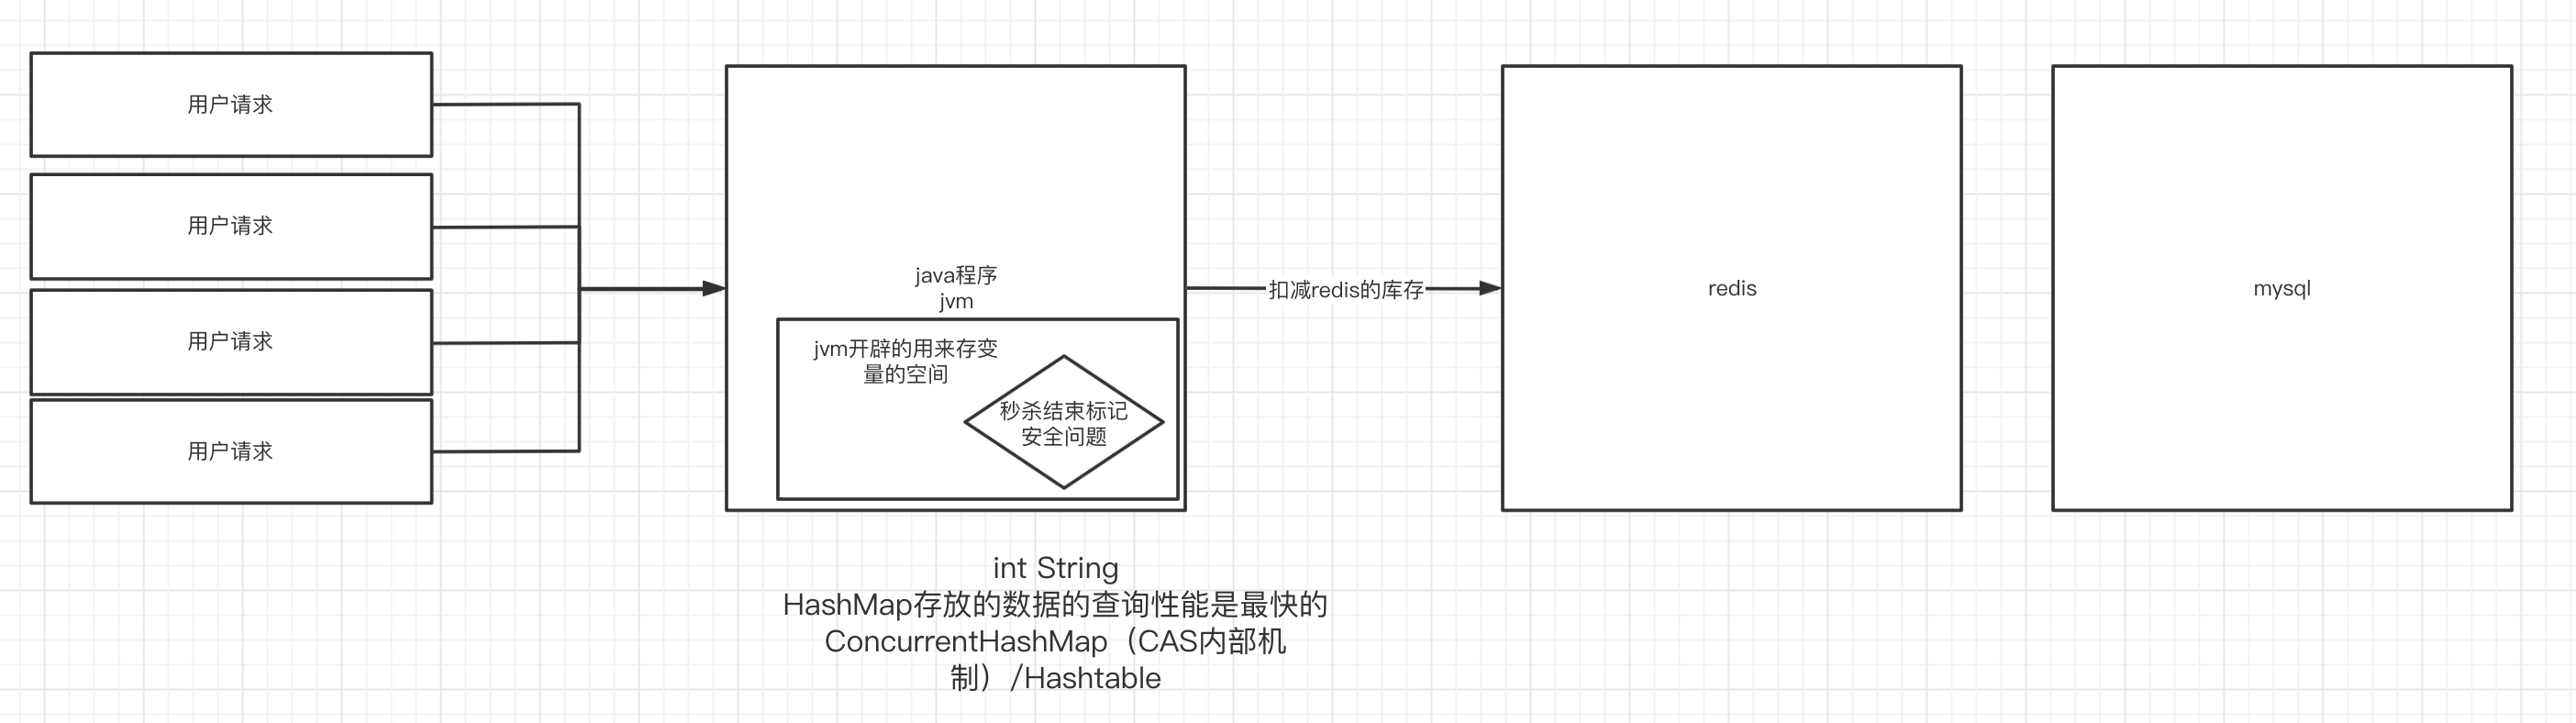 用户请求
用户请求
用户请求
用户请求
java程序
jvm
jvm开辟的用来存变
量的空间
秒杀结束标记
安全问题
扣减redis的库存
redis
mysql
int String
HashMap存放的数据的查询性能是最快的
ConcurrentHashMap（CAS内部机
制）/Hashtable